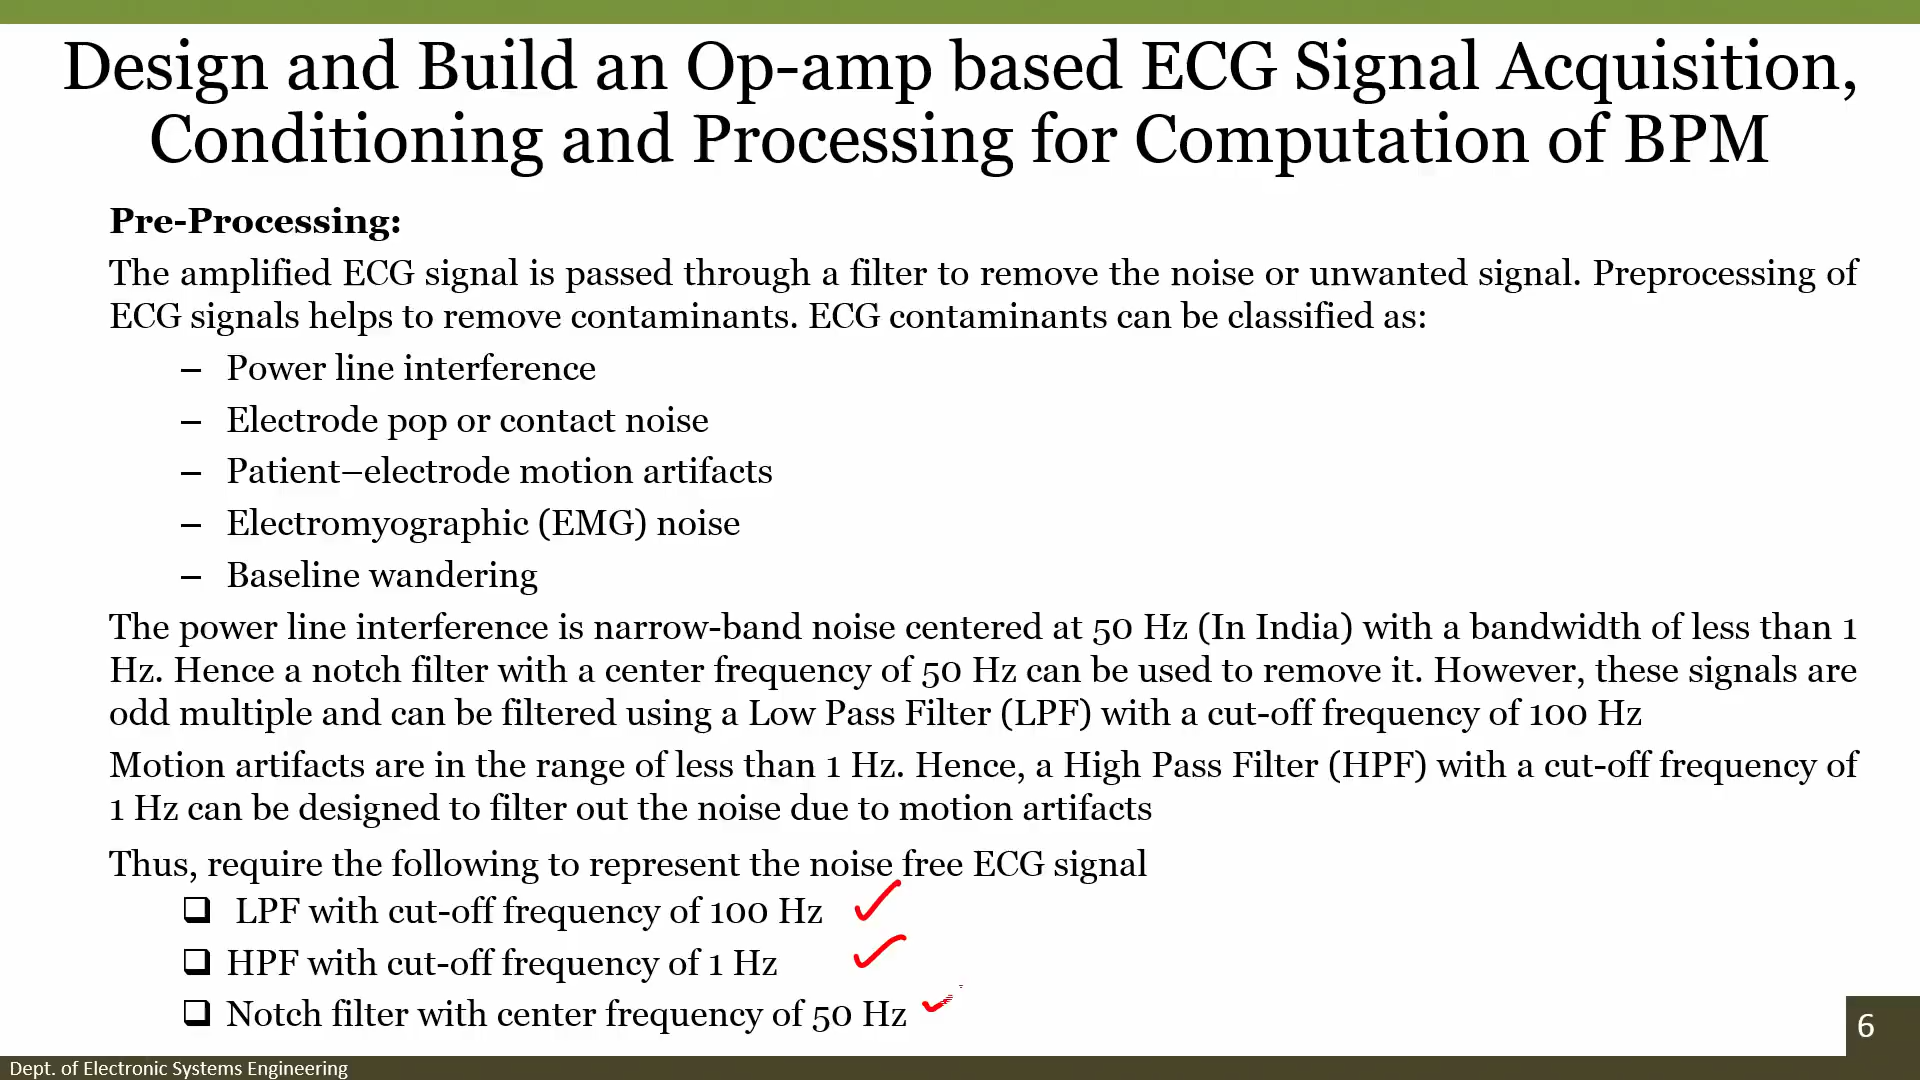 Design and Build an Op-amp based ECG Signal Acquisition,
Conditioning and Processing for Computation of BPM
Pre-Processing:
The amplified ECG signal is passed through a filter to remove the noise or unwanted signal. Preprocessing of
ECG signals helps to remove contaminants. ECG contaminants can be classified as:
– Power line interference
– Electrode pop or contact noise
– Patient–electrode motion artifacts
– Electromyographic (EMG) noise
– Baseline wandering
The power line interference is narrow-band noise centered at 50 Hz (In India) with a bandwidth of less than 1
Hz. Hence a notch filter with a center frequency of 50 Hz can be used to remove it. However, these signals are
odd multiple and can be filtered using a Low Pass Filter (LPF) with a cut-off frequency of 100 Hz
Motion artifacts are in the range of less than 1 Hz. Hence, a High Pass Filter (HPF) with a cut-off frequency of
1 Hz can be designed to filter out the noise due to motion artifacts
Thus, require the following to represent the noise free ECG signal
❑ LPF with cut-off frequency of 100 Hz ✓
❑ HPF with cut-off frequency of 1 Hz ✓
❑ Notch filter with center frequency of 50 Hz ✓
6
Dept. of Electronic Systems Engineering